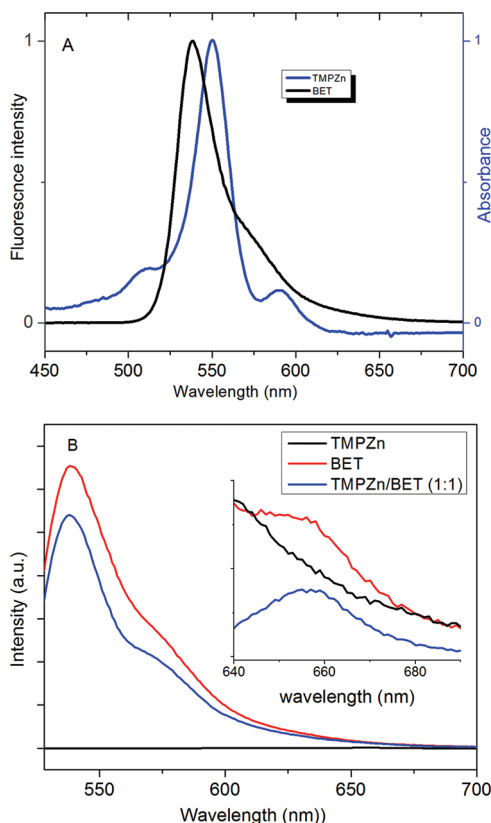 A
TMPZn
BET
Fluorescnce intensity
Absorbance
1
0
1
0
450 500 550 600 650 700
Wavelength (nm)
B
TMPZn
BET
TMPZn/BET (1:1)
Intensity (a.u.)
640 660 680
wavelength (nm)
550 600 650 700
Wavelength (nm))